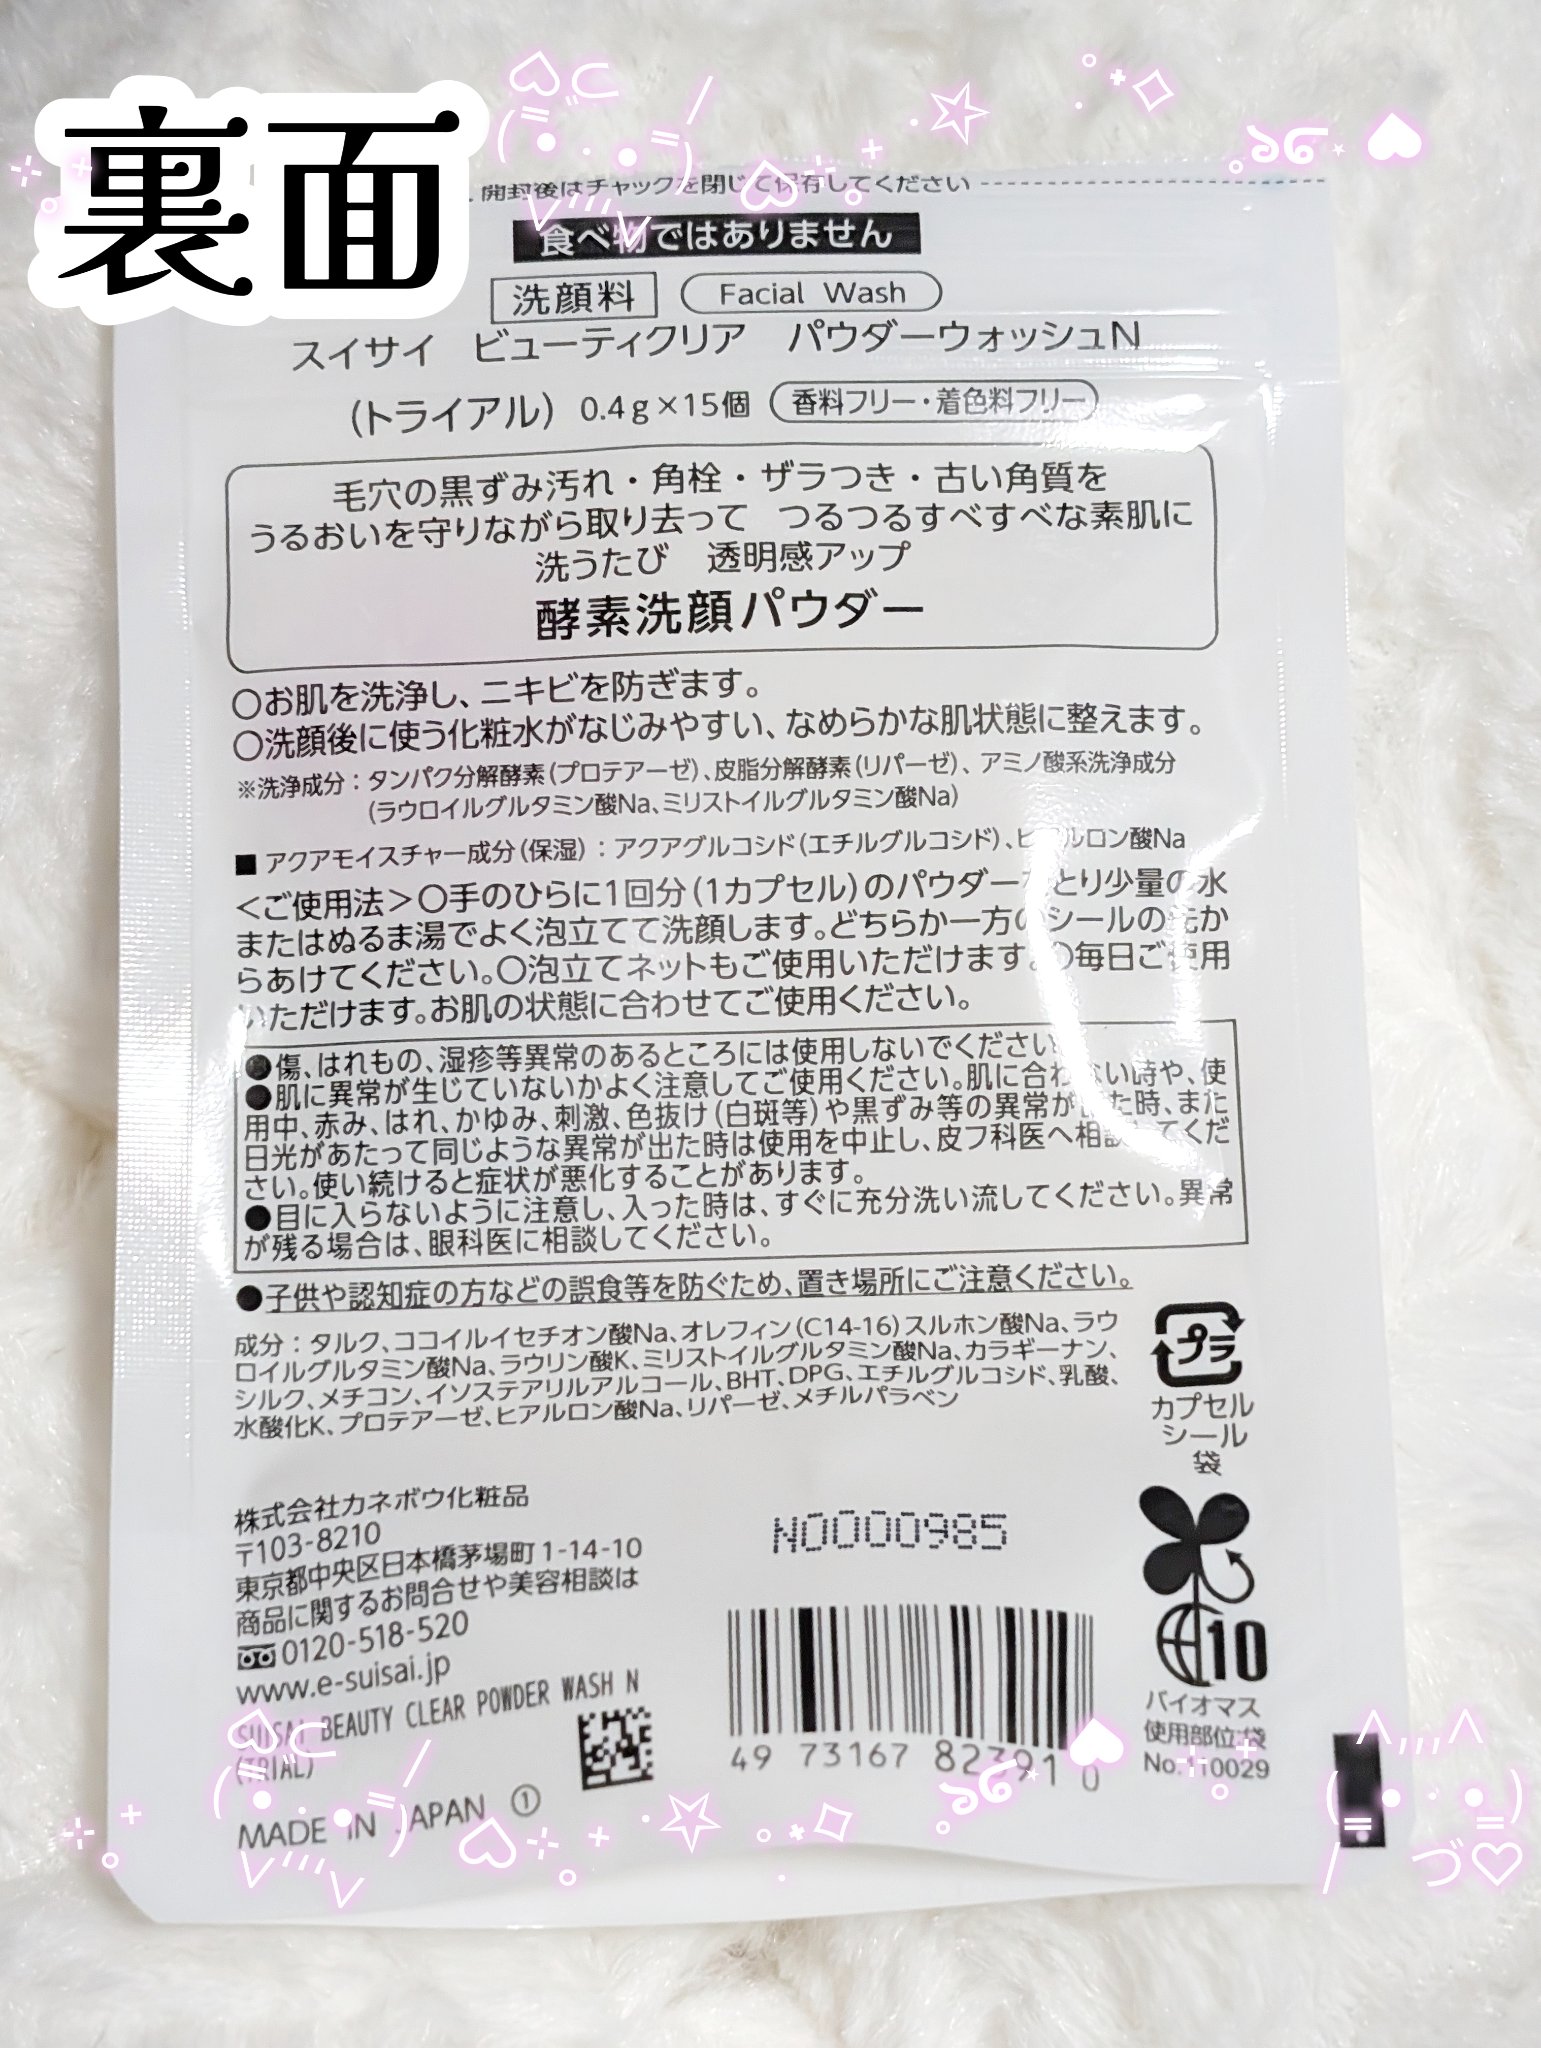 裏面
開封後はチャックを閉じて保存してください
食べ物ではありません
洗顔料 Facial Wash
スイサイ ビューティクリア パウダーウォッシュN
(トライアル) 0.4g×15個 香料フリー・着色料フリー
毛穴の黒ずみ汚れ・角栓・ザラつき・古い角質を
うるおいを守りながら取り去って つるつるすべすべな素肌に
洗うたび 透明感アップ
酵素洗顔パウダー
○お肌を洗浄し、ニキビを防ぎます。
○洗顔後に使う化粧水がなじみやすい、なめらかな肌状態に整えます。
※洗浄成分：タンパク分解酵素(プロテアーゼ)、皮脂分解酵素(リパーゼ)、アミノ酸系洗浄成分
(ラウロイルグルタミン酸Na、ミリストイルグルタミン酸Na)
■ アクアモイスチャー成分(保湿)：アクアグルコシド(エチルグルコシド)、ヒアルロン酸Na
＜ご使用法＞○手のひらに1回分(1カプセル)のパウダーをとり少量の水
またはぬるま湯でよく泡立てて洗顔します。どちらか一方のシールの先か
らあけてください。○泡立てネットもご使用いただけます。○毎日ご使用
いただけます。お肌の状態に合わせてご使用ください。
●傷、はれもの、湿疹等異常のあるところには使用しないでください。
●肌に異常が生じていないかよく注意してご使用ください。肌に合わない時や、使
用中、赤み、はれ、かゆみ、刺激、色抜け(白斑等)や黒ずみ等の異常が出た時、また
日光があたって同じような異常が出た時は使用を中止し、皮フ科医へ相談してくだ
さい。使い続けると症状が悪化することがあります。
●目に入らないように注意し、入った時は、すぐに充分洗い流してください。異常
が残る場合は、眼科医に相談してください。
●子供や認知症の方などの誤食等を防ぐため、置き場所にご注意ください。
成分：タルク、ココイルイセチオン酸Na、オレフィン(C14-16)スルホン酸Na、ラウ
ロイルグルタミン酸Na、ラウリン酸K、ミリストイルグルタミン酸Na、カラギーナン、
シルク、メチコン、イソステアリルアルコール、BHT、DPG、エチルグルコシド、乳酸、
水酸化K、プロテアーゼ、ヒアルロン酸Na、リパーゼ、メチルパラベン
プラ
カプセル
シール
袋
株式会社カネボウ化粧品
〒103-8210
東京都中央区日本橋茅場町1-14-10
商品に関するお問合せや美容相談は
0120-518-520
www.e-suisai.jp
SUISAI BEAUTY CLEAR POWDER WASH N
(TRIAL)
MADE IN JAPAN ①
N0000985
49 73167 82391 0
10
バイオマス
使用部位:袋
No.110029